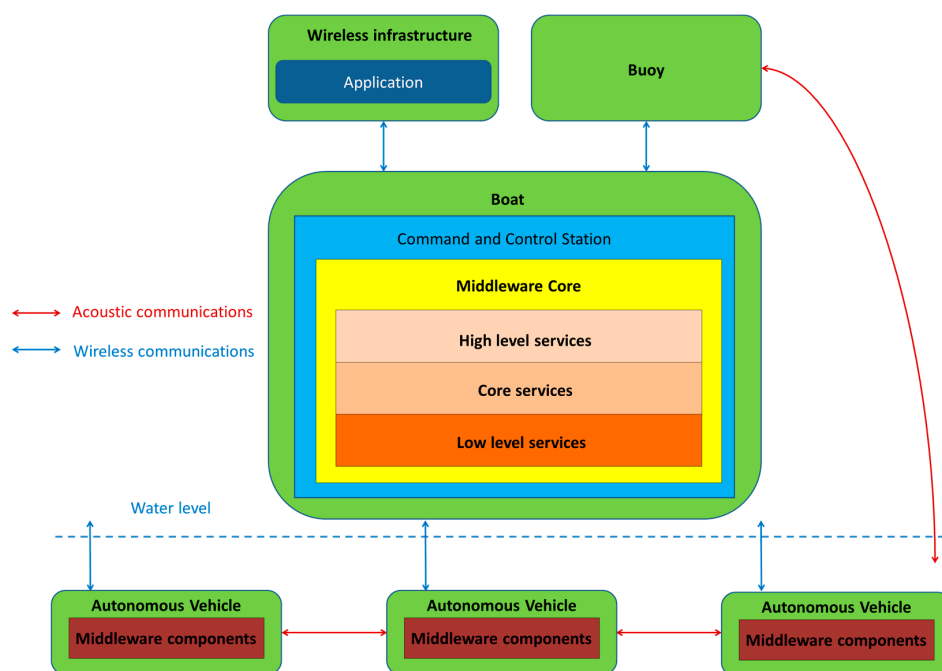 Wireless infrastructure
Application
Buoy
Boat
Command and Control Station
Middleware Core
High level services
Core services
Low level services
Acoustic communications
Wireless communications
Water level
Autonomous Vehicle
Middleware components
Autonomous Vehicle
Middleware components
Autonomous Vehicle
Middleware components